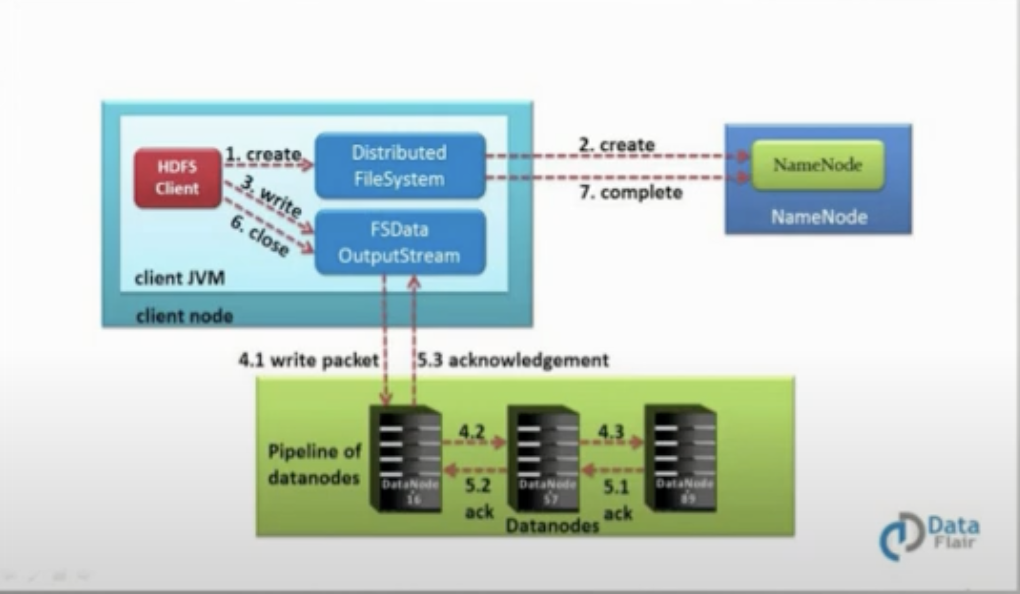 HDFS
Client
1. create
3. write
6. close
Distributed
FileSystem
FSData
OutputStream
client JVM
client node
2. create
7. complete
NameNode
NameNode
4.1 write packet
5.3 acknowledgement
Pipeline of
datanodes
4.2
4.3
5.2
ack
5.1
ack
DataNode
16
DataNode
57
DataNode
89
Datanodes
Data
Flair